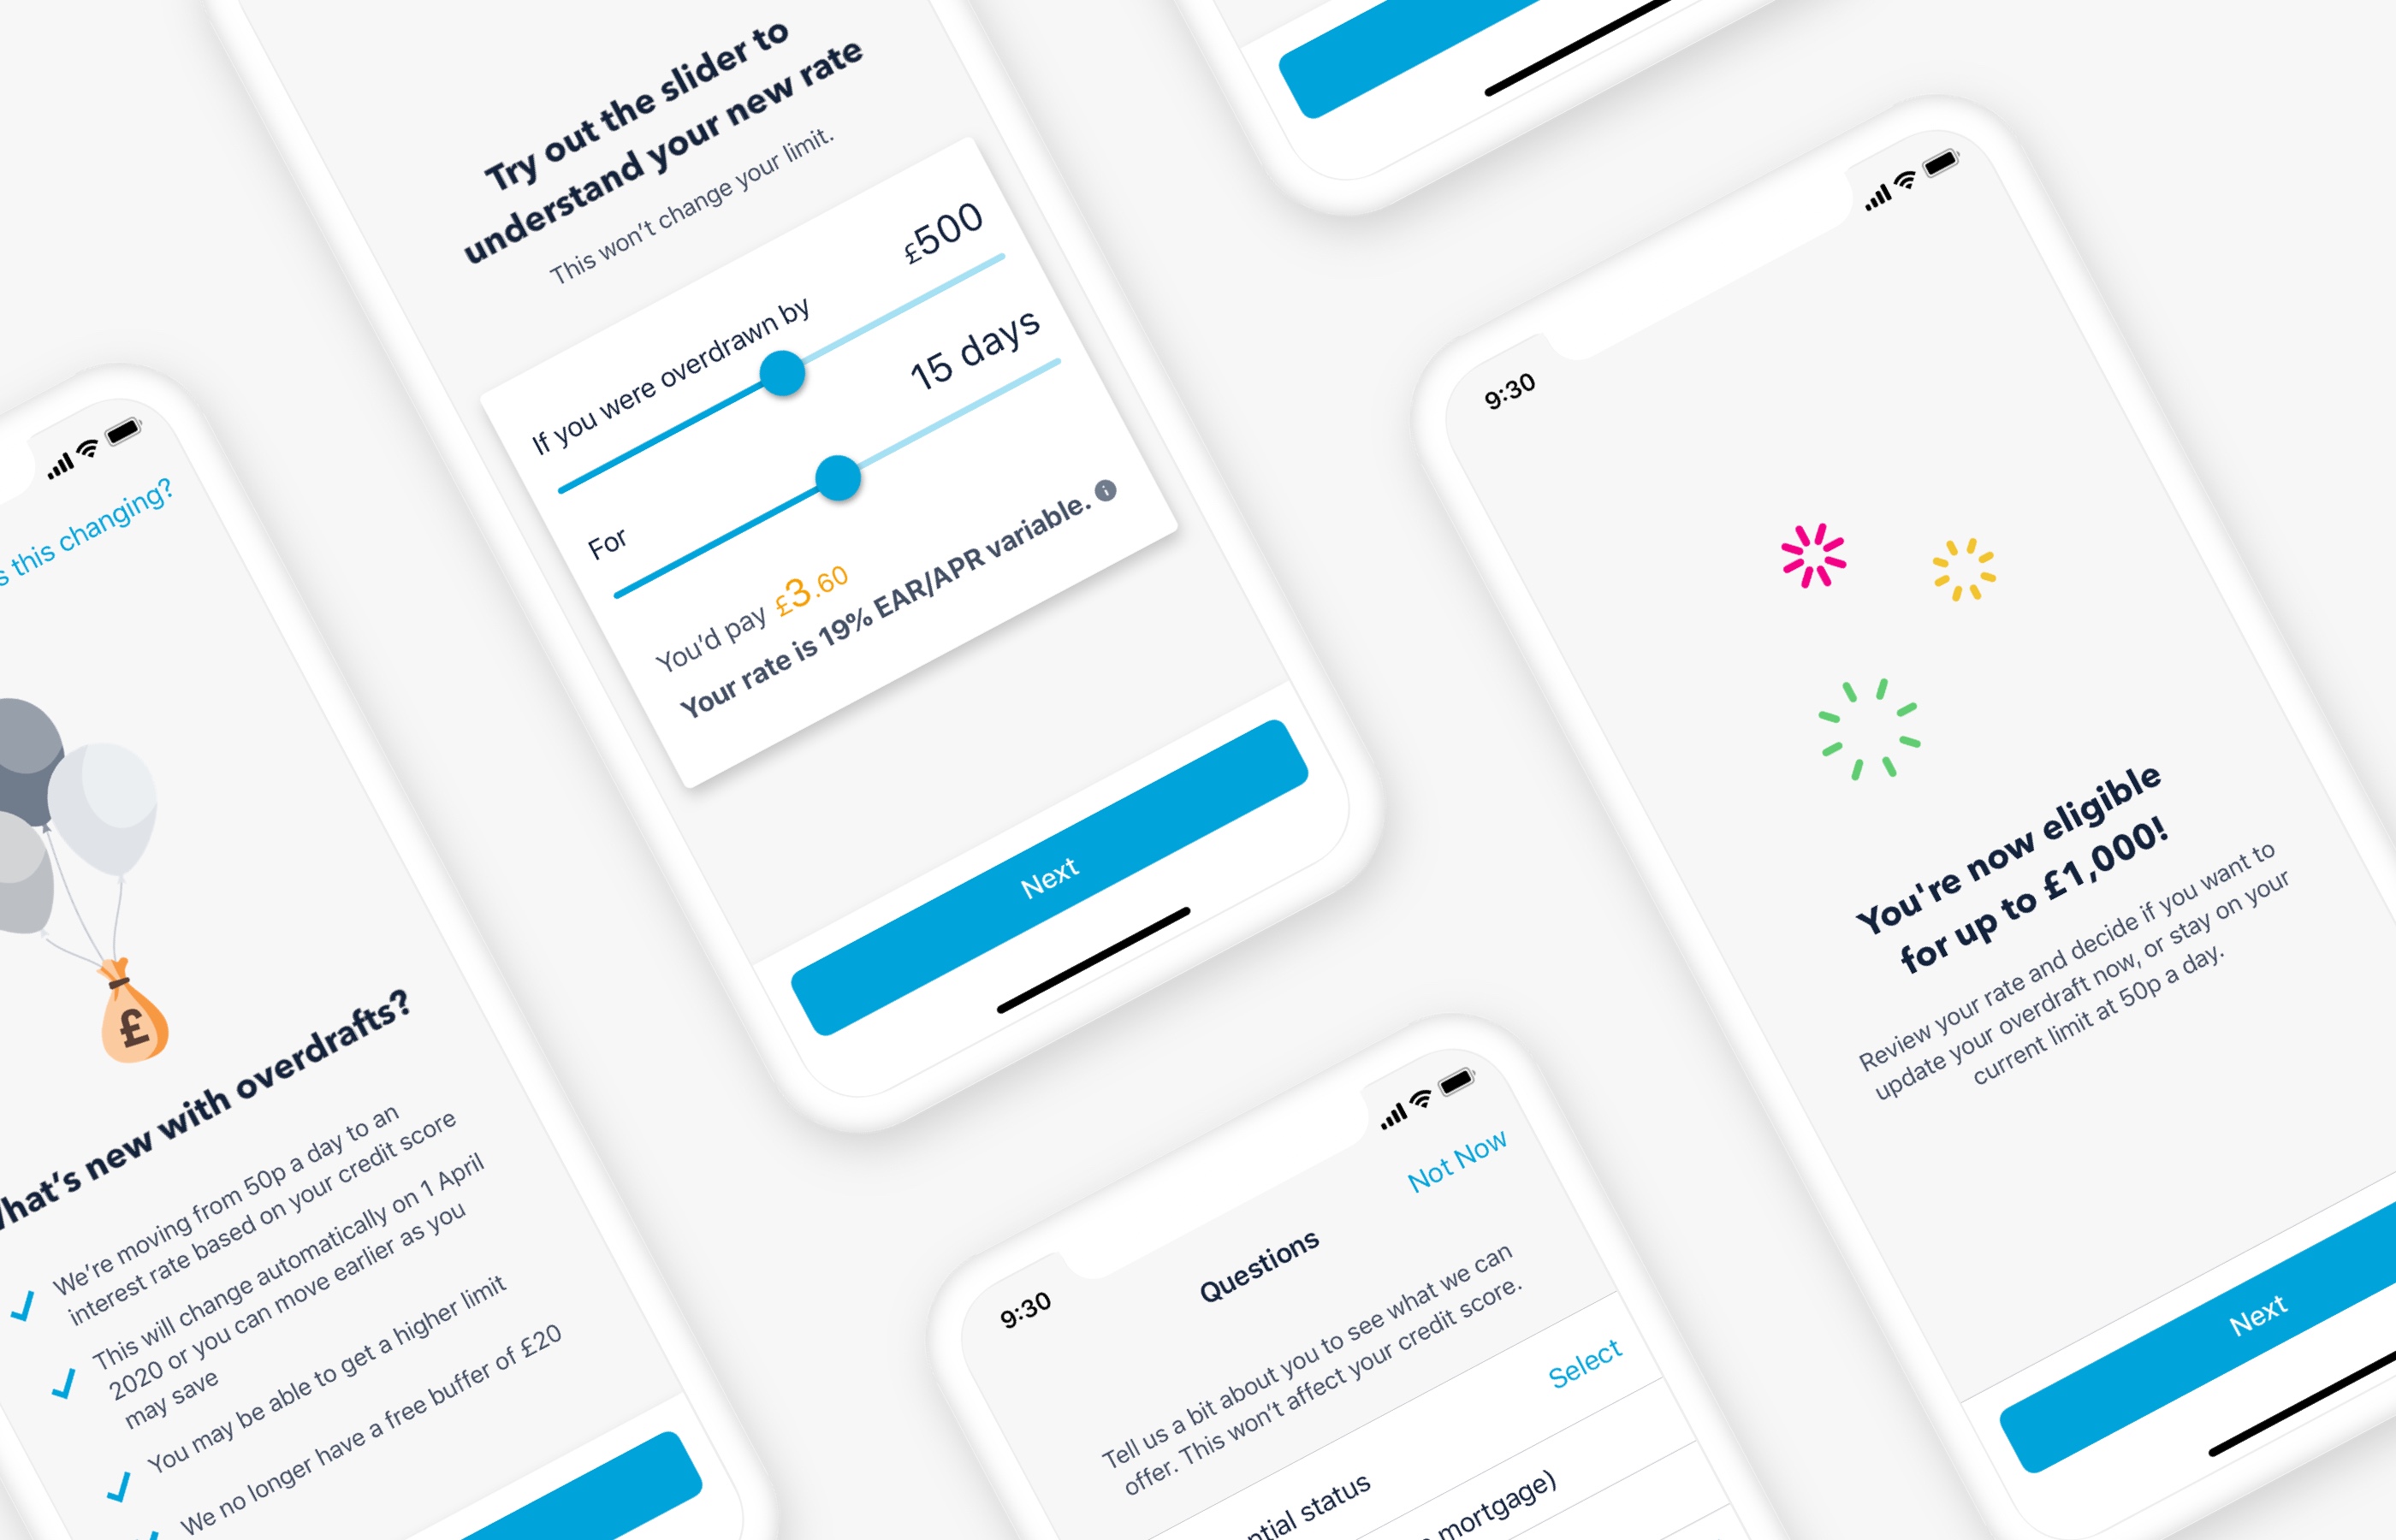 s this changing?
£
What's new with overdrafts?
We're moving from 50p a day to an
interest rate based on your credit score
This will change automatically on 1 April
2020 or you can move earlier as you
may save
You may be able to get a higher limit
We no longer have a free buffer of £20
Try out the slider to
understand your new rate
This won't change your limit.
If you were overdrawn by
£500
For
15 days
You'd pay £3.60
Your rate is 19% EAR/APR variable.
Next
9:30
Not Now
Questions
Tell us a bit about you to see what we can
offer. This won't affect your credit score.
Select
ntial status
mortgage)
9:30
You're now eligible
for up to £1,000!
Review your rate and decide if you want to
update your overdraft now, or stay on your
current limit at 50p a day.
Next